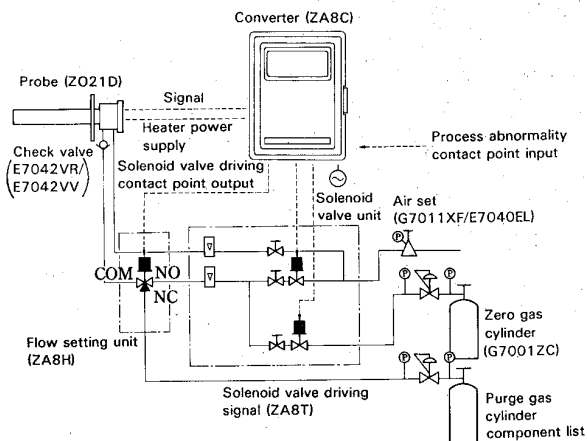 Converter (ZA8C)
Probe (ZO21D)
Signal
Heater power
supply
Check valve
(E7042VR/
E7042VV)
Solenoid valve driving
contact point output
Process abnormality
contact point input
Solenoid
valve unit
Air set
(G7011XF/E7040EL)
P
COM
NO
NC
P
P
Flow setting unit
(ZA8H)
Zero gas
cylinder
(G7001ZC)
P
P
Solenoid valve driving
signal (ZA8T)
Purge gas
cylinder
component list